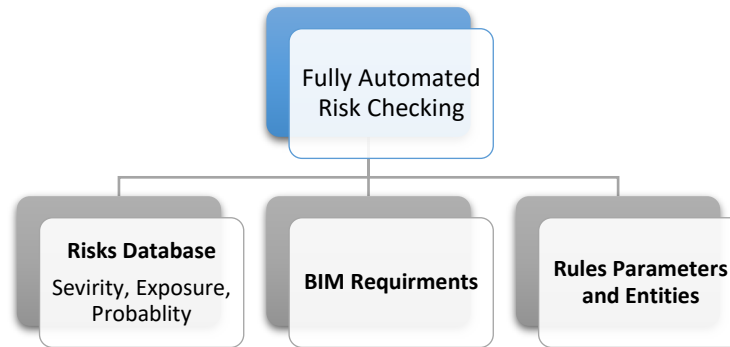 Fully Automated
Risk Checking
Risks Database
Sevirity, Exposure,
Probablity
BIM Requirments
Rules Parameters
and Entities